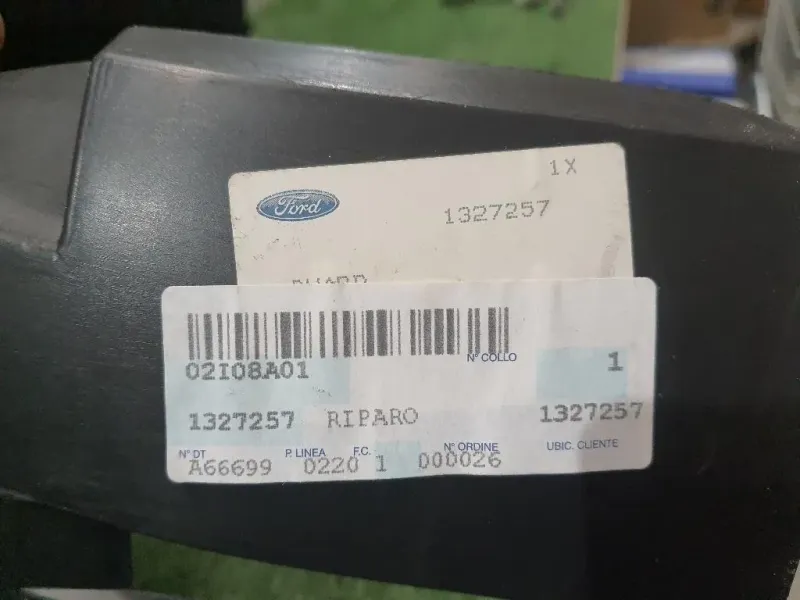 1X
Ford
1327257
N° COLLO
02I08A01
1
1327257 RIPARO 1327257
N° DT P. LINEA F.C. N° ORDINE UBIC. CLIENTE
A66699 0220 1 000026